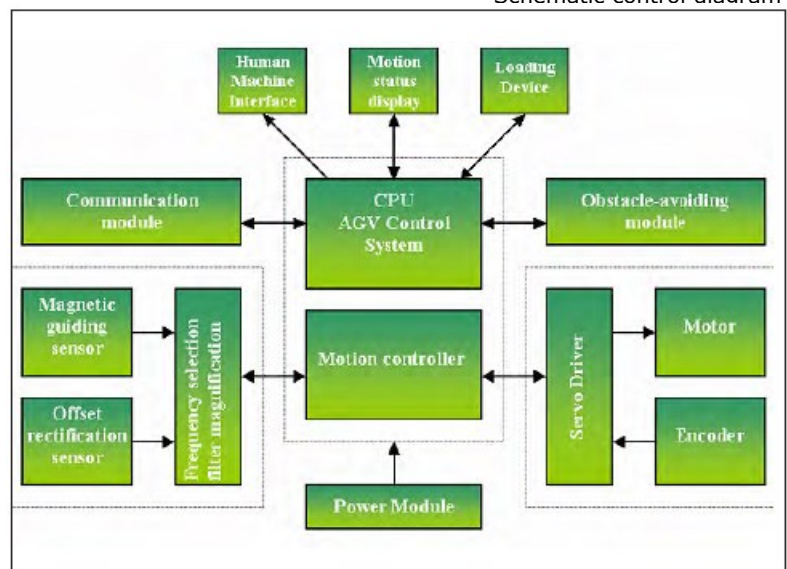 Schematic control diagram
Human
Machine
Interface
Motion
status
display
Loading
Device
Communication
module
CPU
AGV Control
System
Obstacle-avoiding
module
Magnetic
guiding
sensor
Offset
rectification
sensor
Frequency selection
filter magnification
Motion controller
Servo Driver
Motor
Encoder
Power Module